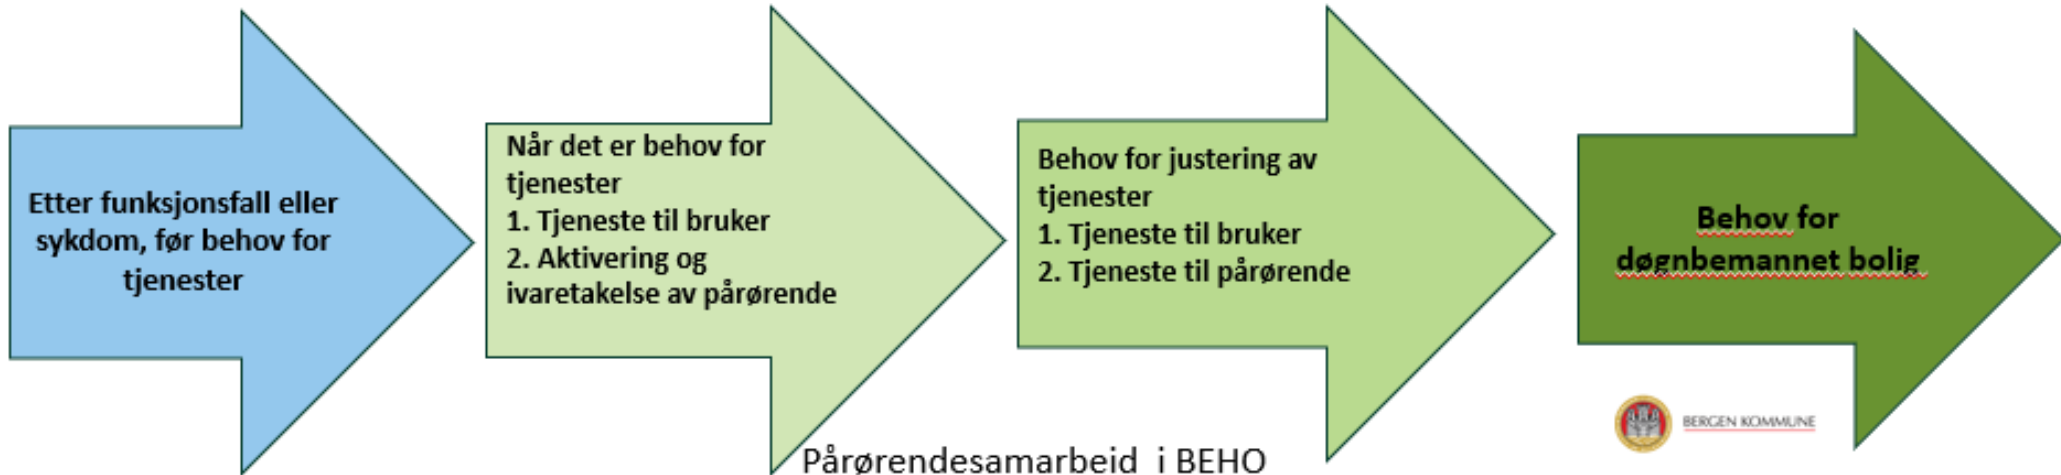 Etter funksjonsfall eller
sykdom, før behov for
tjenester
Når det er behov for
tjenester
1. Tjeneste til bruker
2. Aktivering og
ivaretakelse av pårørende
Behov for justering av
tjenester
1. Tjeneste til bruker
2. Tjeneste til pårørende
Behov for
døgnbemannet bolig
BERGEN KOMMUNE
Pårørendesamarbeid i BEHO